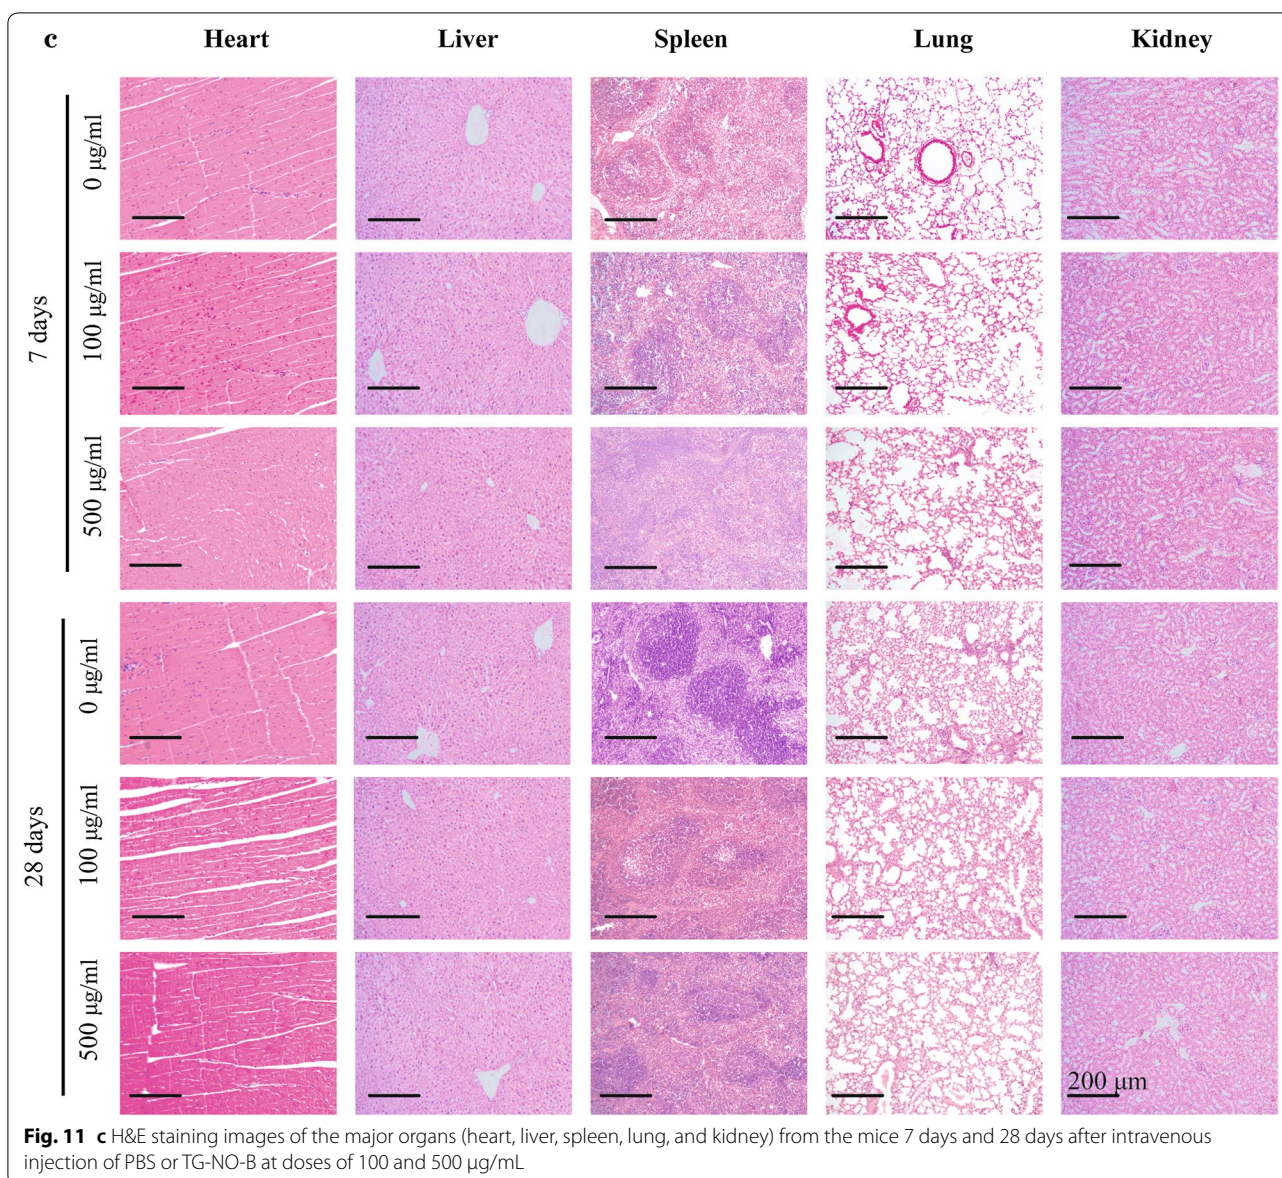 c Heart Liver Spleen Lung Kidney
7 days
0 µg/ml
100 µg/ml
500 µg/ml
28 days
0 µg/ml
100 µg/ml
500 µg/ml
200 µm
Fig. 11 c H&E staining images of the major organs (heart, liver, spleen, lung, and kidney) from the mice 7 days and 28 days after intravenous
injection of PBS or TG-NO-B at doses of 100 and 500 µg/mL